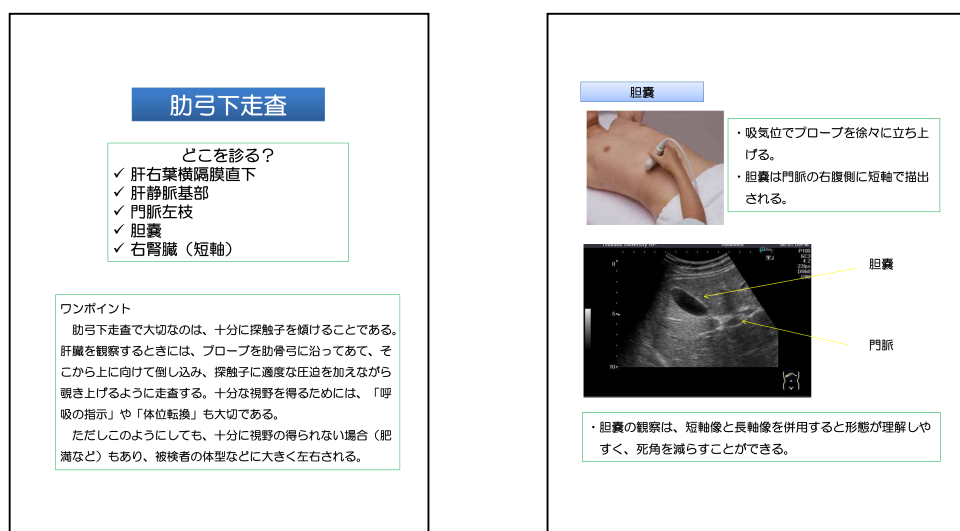 肋弓下走査
どこを診る？
✓ 肝右葉横隔膜直下
✓ 肝静脈基部
✓ 門脈左枝
✓ 胆嚢
✓ 右腎臓（短軸）
ワンポイント
　肋弓下走査で大切なのは、十分に探触子を傾けることである。
肝臓を観察するときには、プローブを肋骨弓に沿ってあて、そ
こから上に向けて倒し込み、探触子に適度な圧迫を加えながら
覗き上げるように走査する。十分な視野を得るためには、「呼
吸の指示」や「体位転換」も大切である。
　ただしこのようにしても、十分に視野の得られない場合（肥
満など）もあり、被検者の体型などに大きく左右される。
胆嚢
・吸気位でプローブを徐々に立ち上
げる。
・胆嚢は門脈の右腹側に短軸で描出
される。
0
5
10
胆嚢
門脈
・胆嚢の観察は、短軸像と長軸像を併用すると形態が理解しや
すく、死角を減らすことができる。